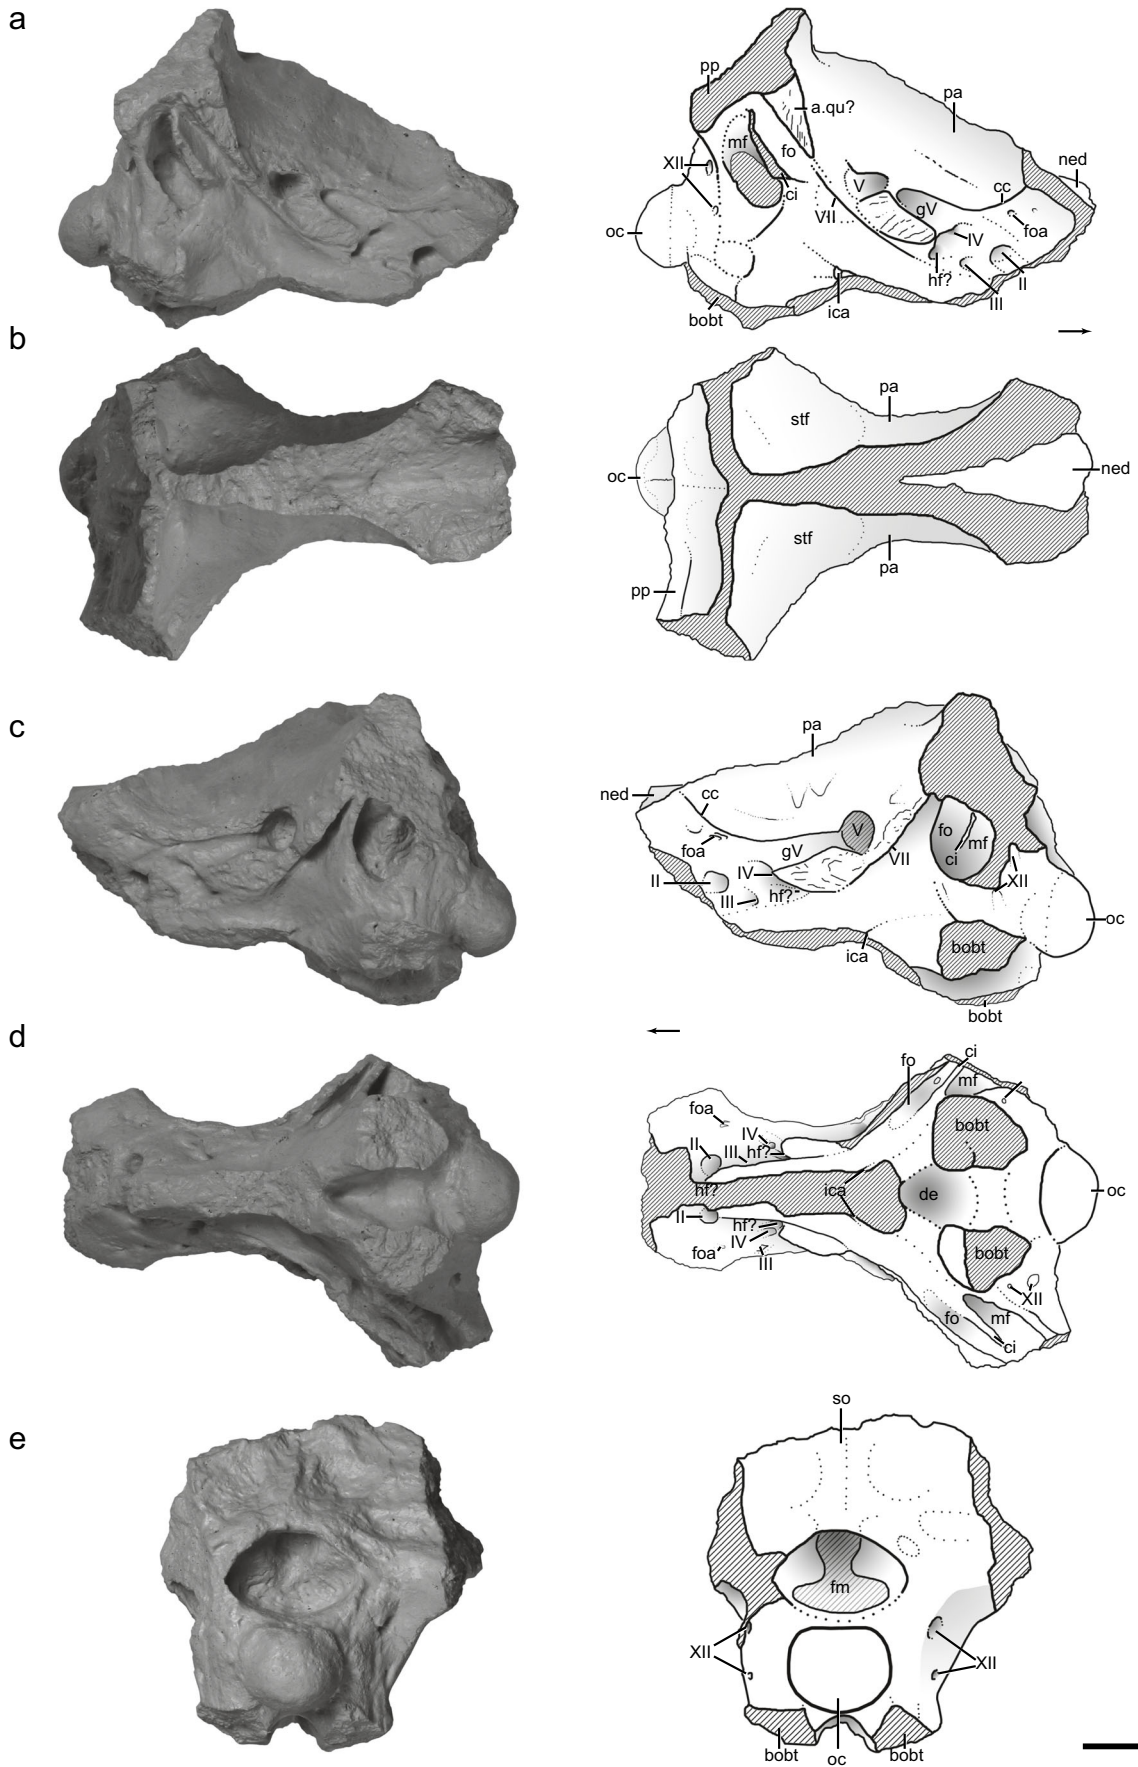 a
pp
pa
a.qu?
mf
fo
XII
ned
V
cc
ci
gV
VII
foa
oc
IV
hf?
II
III
ica
bobt
b
pa
stf
oc
ned
stf
pa
pp
c
pa
ned
cc
V
fo
mf
foa
gV
VII
ci
II
IV
XII
III
hf?
oc
bobt
ica
bobt
d
ci
fo
mf
foa
IV
bobt
II
III
hf?
hf?
ica
de
oc
II
hf?
IV
bobt
foa
III
XII
fo
mf
ci
e
so
fm
XII
XII
bobt
oc
bobt